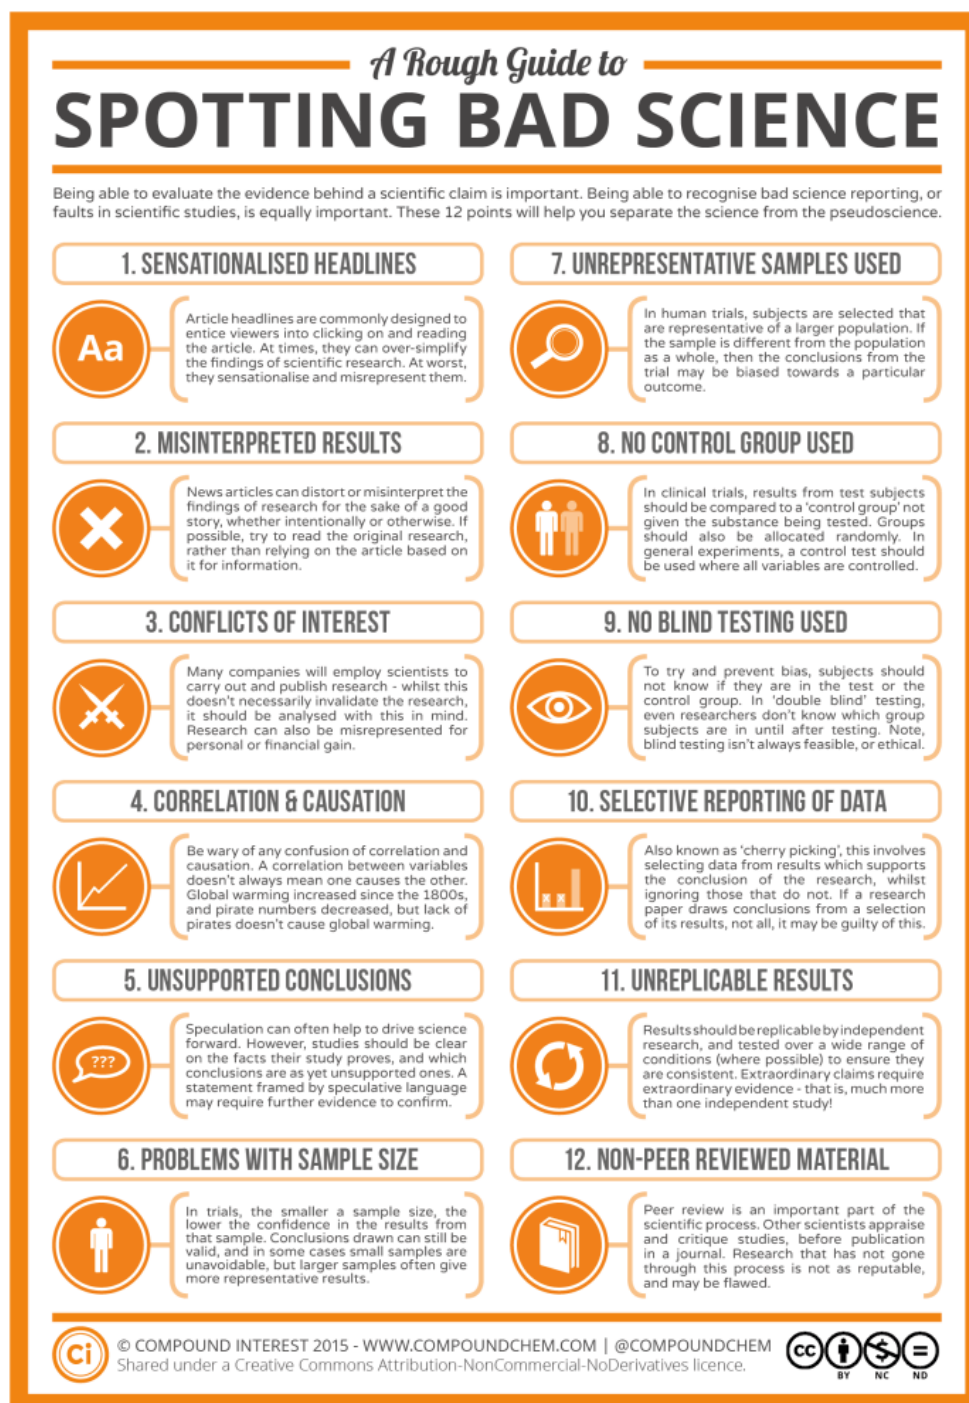 A Rough Guide to
SPOTTING BAD SCIENCE
Being able to evaluate the evidence behind a scientific claim is important. Being able to recognise bad science reporting, or
faults in scientific studies, is equally important. These 12 points will help you separate the science from the pseudoscience.
1. SENSATIONALISED HEADLINES
Aa
Article headlines are commonly designed to
entice viewers into clicking on and reading
the article. At times, they can over-simplify
the findings of scientific research. At worst,
they sensationalise and misrepresent them.
2. MISINTERPRETED RESULTS
News articles can distort or misinterpret the
findings of research for the sake of a good
story, whether intentionally or otherwise. If
possible, try to read the original research,
rather than relying on the article based on
it for information.
3. CONFLICTS OF INTEREST
Many companies will employ scientists to
carry out and publish research - whilst this
doesn't necessarily invalidate the research,
it should be analysed with this in mind.
Research can also be misrepresented for
personal or financial gain.
4. CORRELATION & CAUSATION
Be wary of any confusion of correlation and
causation. A correlation between variables
doesn't always mean one causes the other.
Global warming increased since the 1800s,
and pirate numbers decreased, but lack of
pirates doesn't cause global warming.
5. UNSUPPORTED CONCLUSIONS
???
Speculation can often help to drive science
forward. However, studies should be clear
on the facts their study proves, and which
conclusions are as yet unsupported ones. A
statement framed by speculative language
may require further evidence to confirm.
6. PROBLEMS WITH SAMPLE SIZE
In trials, the smaller a sample size, the
lower the confidence in the results from
that sample. Conclusions drawn can still be
valid, and in some cases small samples are
unavoidable, but larger samples often give
more representative results.
7. UNREPRESENTATIVE SAMPLES USED
In human trials, subjects are selected that
are representative of a larger population. If
the sample is different from the population
as a whole, then the conclusions from the
trial may be biased towards a particular
outcome.
8. NO CONTROL GROUP USED
In clinical trials, results from test subjects
should be compared to a 'control group' not
given the substance being tested. Groups
should also be allocated randomly. In
general experiments, a control test should
be used where all variables are controlled.
9. NO BLIND TESTING USED
To try and prevent bias, subjects should
not know if they are in the test or the
control group. In 'double blind' testing,
even researchers don't know which group
subjects are in until after testing. Note,
blind testing isn't always feasible, or ethical.
10. SELECTIVE REPORTING OF DATA
Also known as 'cherry picking', this involves
selecting data from results which supports
the conclusion of the research, whilst
ignoring those that do not. If a research
paper draws conclusions from a selection
of its results, not all, it may be guilty of this.
11. UNREPLICABLE RESULTS
Results should be replicable by independent
research, and tested over a wide range of
conditions (where possible) to ensure they
are consistent. Extraordinary claims require
extraordinary evidence - that is, much more
than one independent study!
12. NON-PEER REVIEWED MATERIAL
Peer review is an important part of the
scientific process. Other scientists appraise
and critique studies, before publication
in a journal. Research that has not gone
through this process is not as reputable,
and may be flawed.
Ci
© COMPOUND INTEREST 2015 - WWW.COMPOUNDCHEM.COM | @COMPOUNDCHEM
Shared under a Creative Commons Attribution-NonCommercial-NoDerivatives licence.
cc
BY NC ND